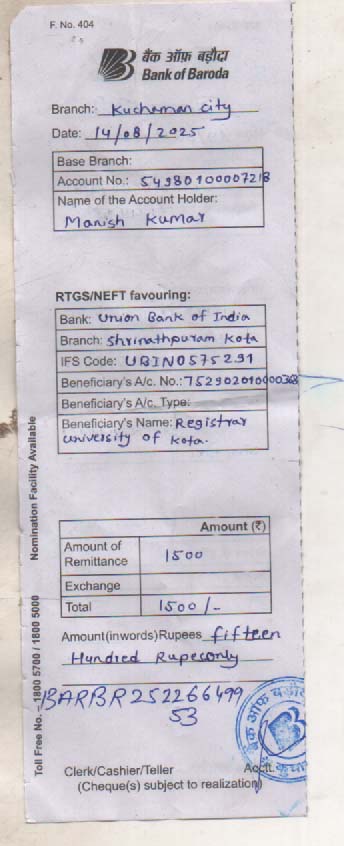 F. No. 404
बैंक ऑफ़ बड़ौदा
Bank of Baroda
Branch: Kuchaman city
Date: 14/08/2025
Base Branch:
Account No.: 54980100007218
Name of the Account Holder:
Manish Kumar
RTGS/NEFT favouring:
Bank: Union Bank of India
Branch: Shrinathpuram Kota
IFS Code: UBIN0575291
Beneficiary's A/c. No.: 752902010000368
Beneficiary's A/c. Type:
Beneficiary's Name: Registrar
University of Kota.
Amount (₹)
Amount of Remittance 1500
Exchange
Total 1500/-
Amount(inwords)Rupees fifteen
Hundred Rupeeonly
BARBR252266499
53
Clerk/Cashier/Teller Acctt.
(Cheque(s) subject to realization)
Toll Free No. – 1800 5700 / 1800 5000 Nomination Facility Available
बैंक ऑफ बड़ौदा